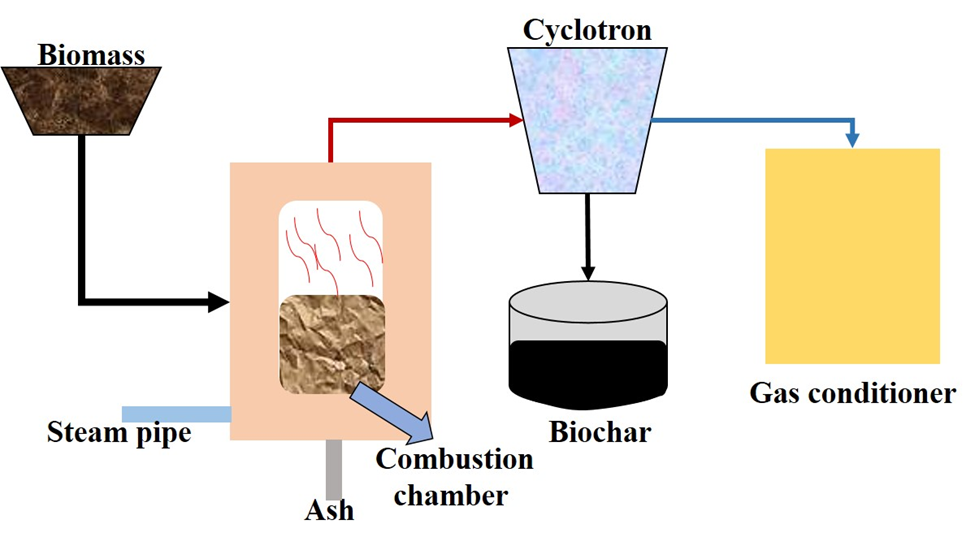 Biomass
Cyclotron
Steam pipe
Combustion
chamber
Ash
Biochar
Gas conditioner